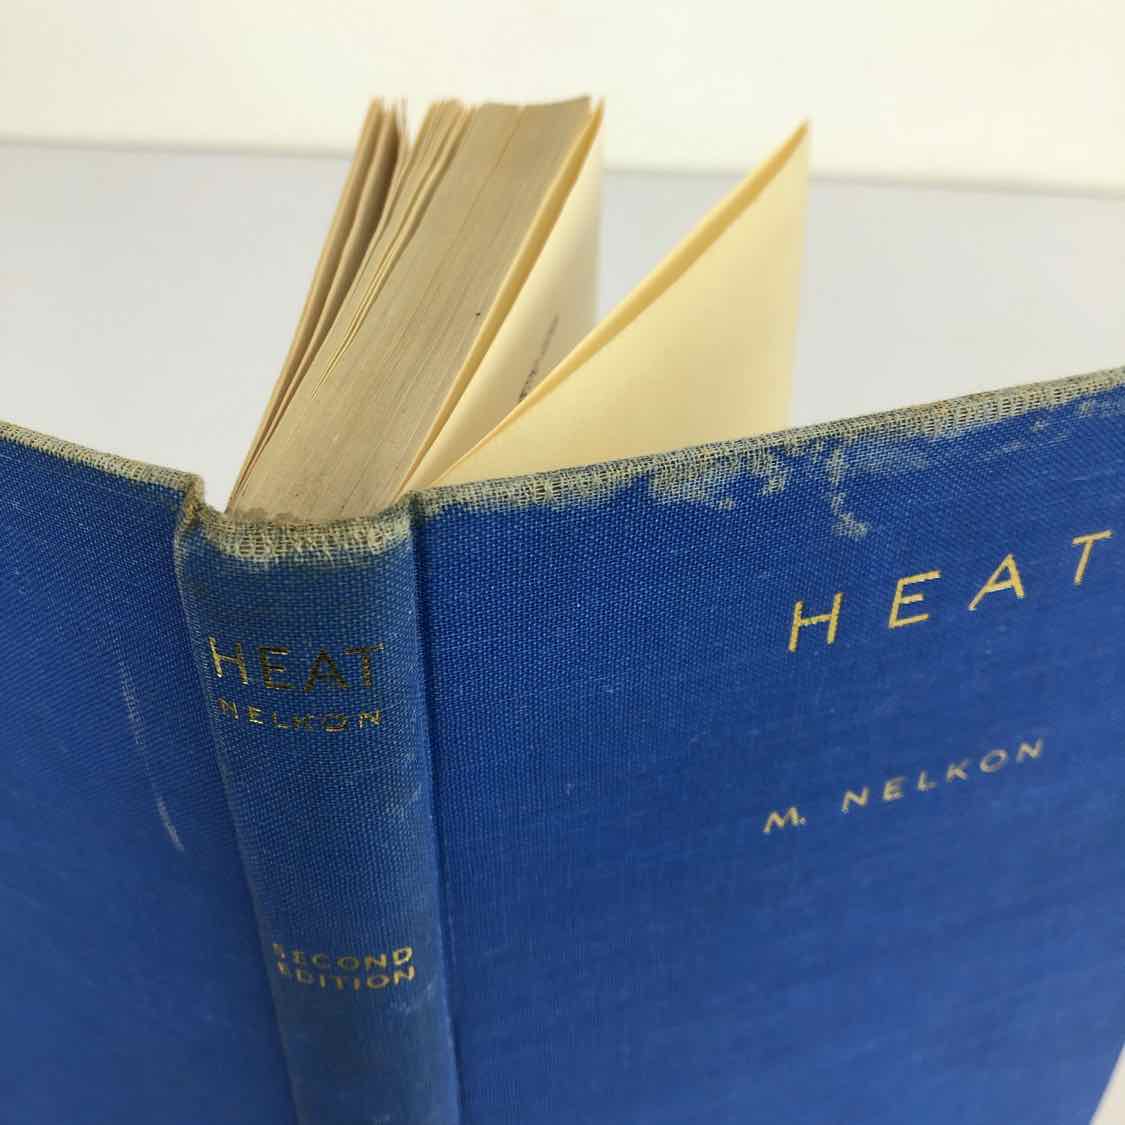 HEAT
NELKON
SECOND
EDITION
HEAT
M. NELKON